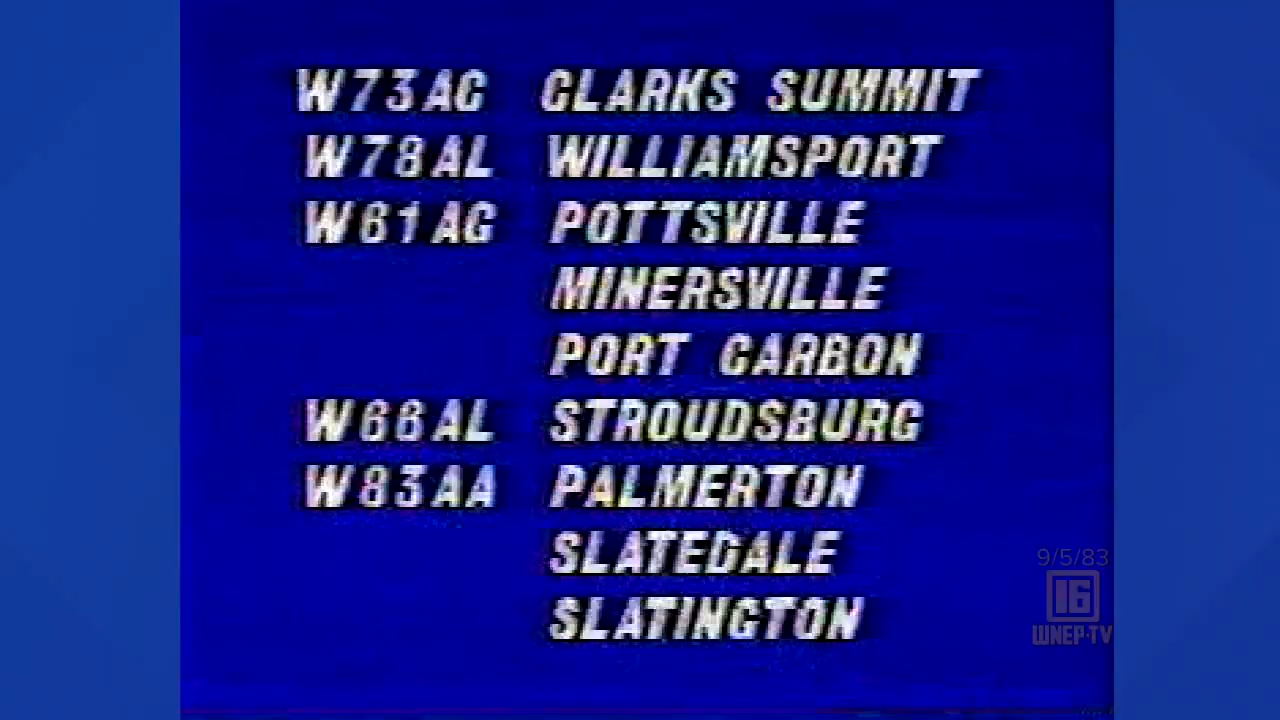 W73AG CLARKS SUMMIT
W78AL WILLIAMSPORT
W61AG POTTSVILLE
MINERSVILLE
PORT CARBON
W66AL STROUDSBURG
W83AA PALMERTON
SLATEDALE
SLATINGTON
9/5/83
16
WNEP-TV